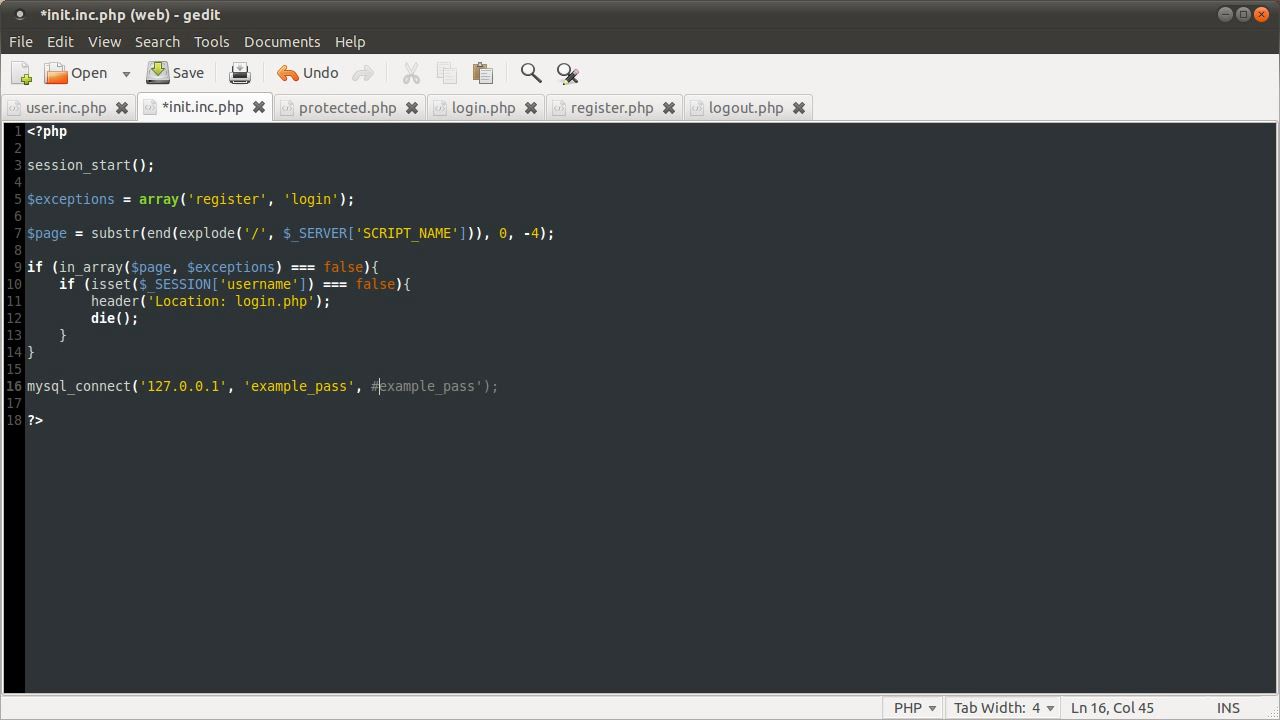 *init.inc.php (web) - gedit
File Edit View Search Tools Documents Help
Open Save Undo
user.inc.php *init.inc.php protected.php login.php register.php logout.php
1 <?php
2
3 session_start();
4
5 $exceptions = array('register', 'login');
6
7 $page = substr(end(explode('/', $_SERVER['SCRIPT_NAME'])), 0, -4);
8
9 if (in_array($page, $exceptions) === false){
10     if (isset($_SESSION['username']) === false){
11         header('Location: login.php');
12         die();
13     }
14 }
15
16 mysql_connect('127.0.0.1', 'example_pass', #example_pass');
17
18 ?>
PHP Tab Width: 4 Ln 16, Col 45 INS